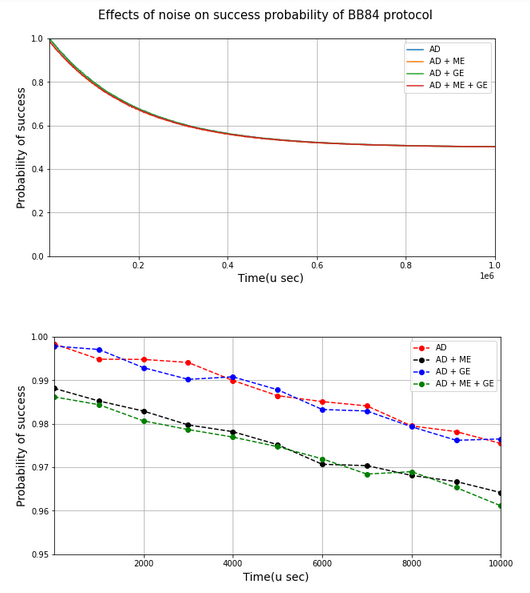 Effects of noise on success probability of BB84 protocol
Probability of success
1.0
0.8
0.6
0.4
0.2
0.0
AD
AD + ME
AD + GE
AD + ME + GE
0.2
0.4
0.6
0.8
1.0
1e6
Time(u sec)
Probability of success
1.00
0.99
0.98
0.97
0.96
0.95
AD
AD + ME
AD + GE
AD + ME + GE
2000
4000
6000
8000
10000
Time(u sec)